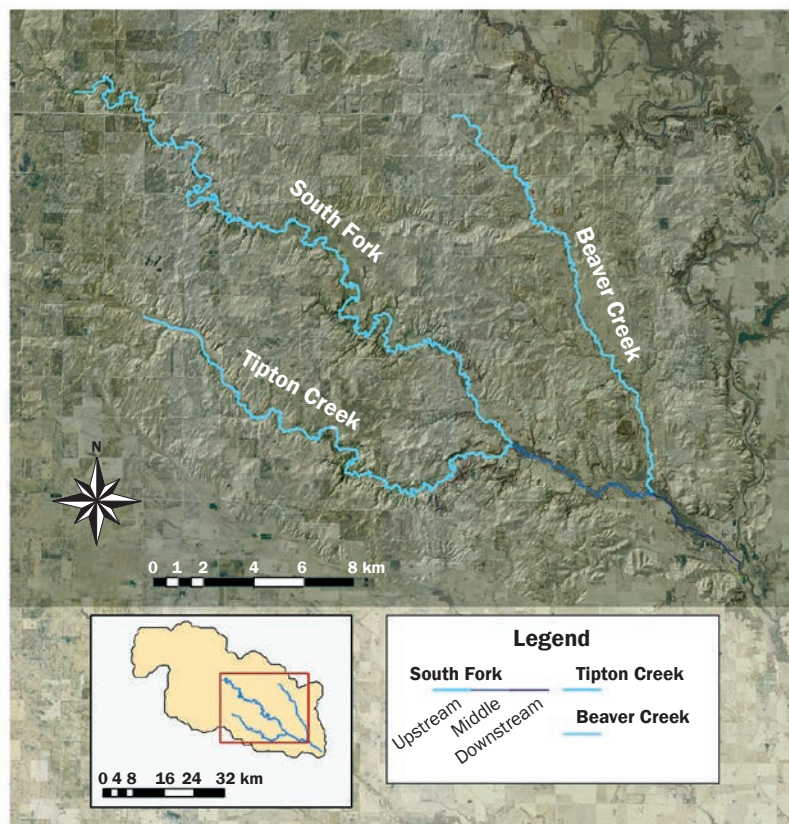 South Fork
Beaver Creek
Tipton Creek
N
0 1 2 4 6 8 km
Legend
South Fork Tipton Creek
Upstream Middle Downstream
Beaver Creek
0 4 8 16 24 32 km